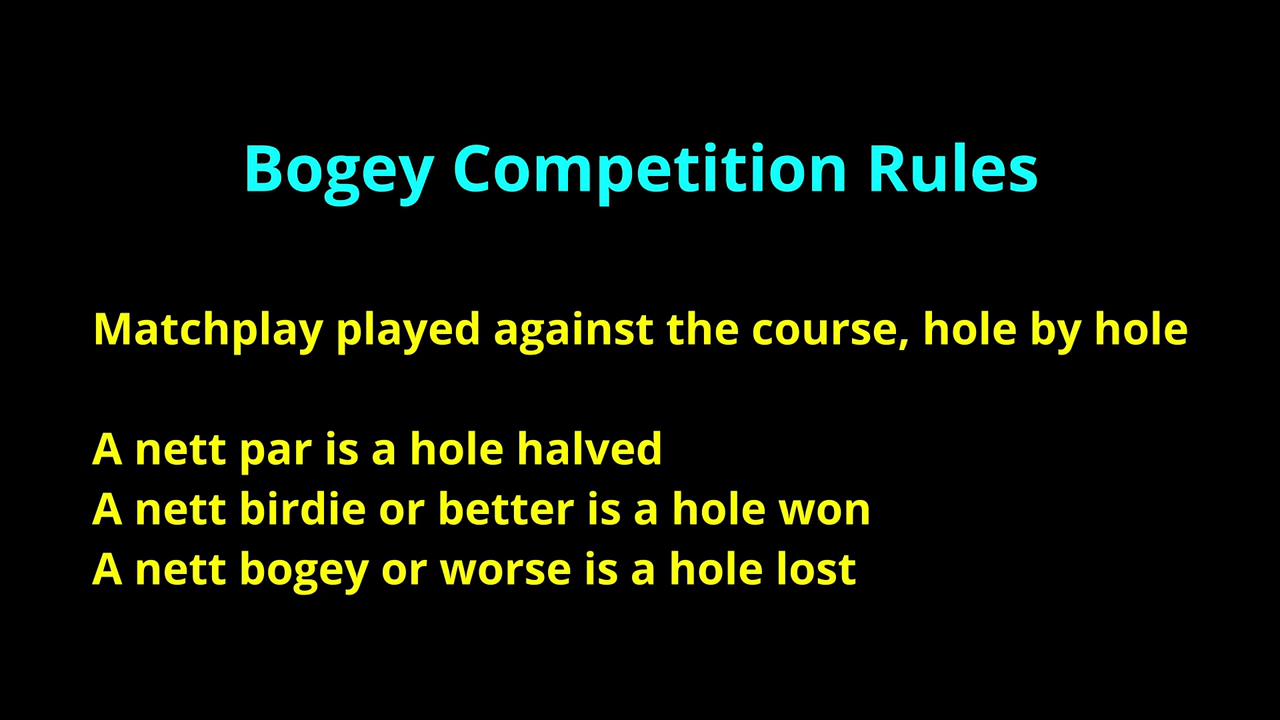 Bogey Competition Rules
Matchplay played against the course, hole by hole
A nett par is a hole halved
A nett birdie or better is a hole won
A nett bogey or worse is a hole lost